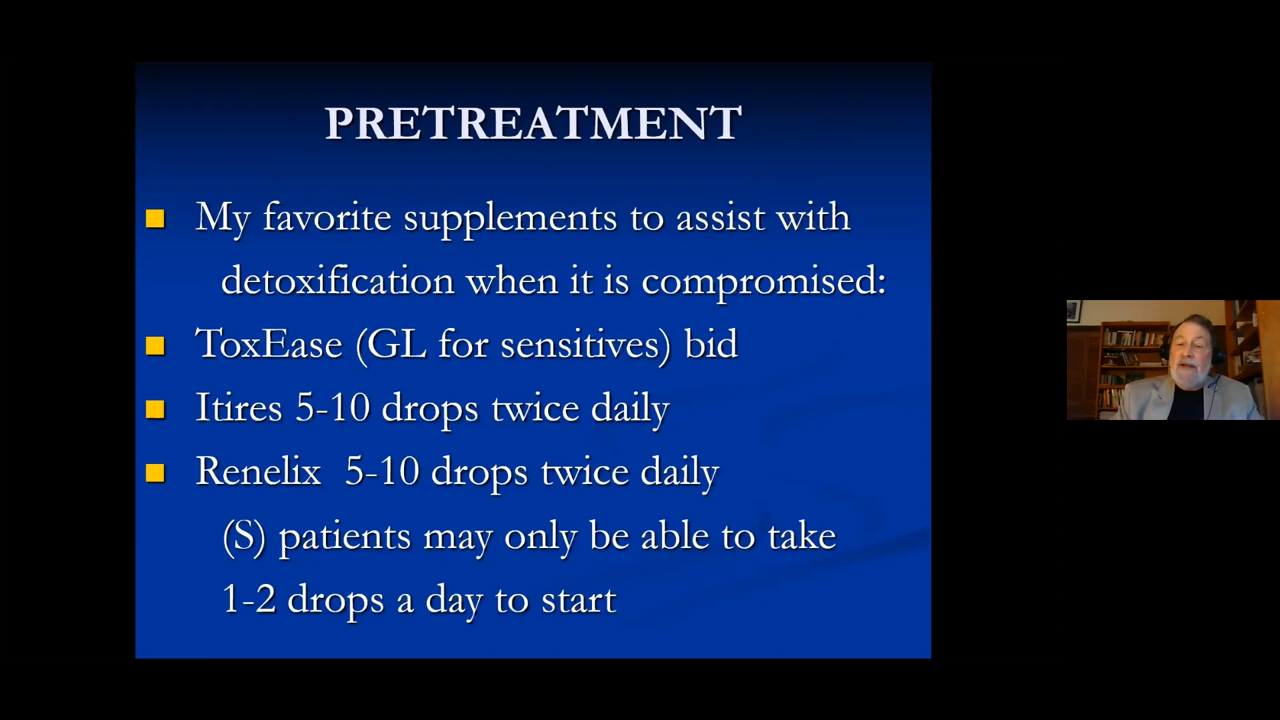 PRETREATMENT
My favorite supplements to assist with
detoxification when it is compromised:
ToxEase (GL for sensitives) bid
Itires 5-10 drops twice daily
Renelix 5-10 drops twice daily
(S) patients may only be able to take
1-2 drops a day to start